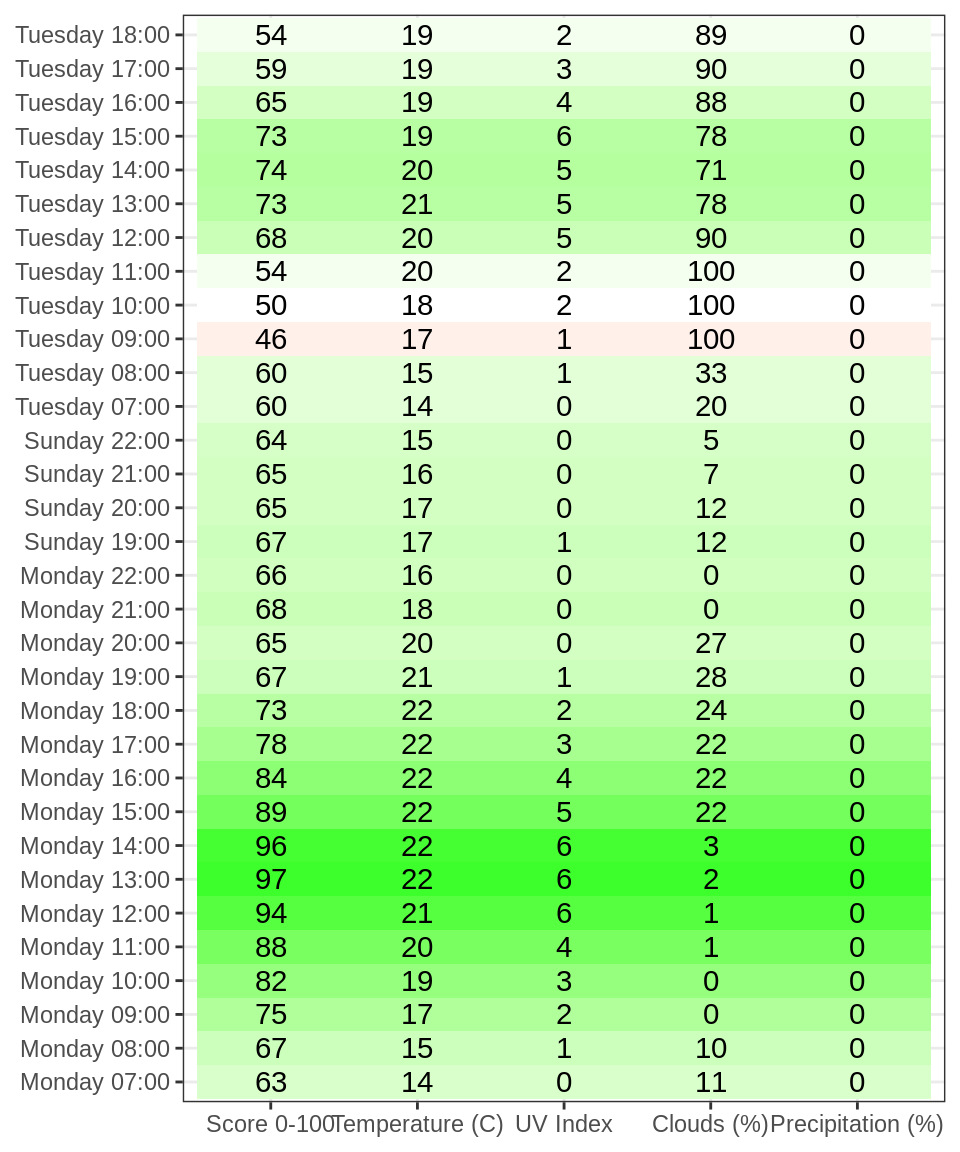 Tuesday 18:00 54 19 2 89 0
Tuesday 17:00 59 19 3 90 0
Tuesday 16:00 65 19 4 88 0
Tuesday 15:00 73 19 6 78 0
Tuesday 14:00 74 20 5 71 0
Tuesday 13:00 73 21 5 78 0
Tuesday 12:00 68 20 5 90 0
Tuesday 11:00 54 20 2 100 0
Tuesday 10:00 50 18 2 100 0
Tuesday 09:00 46 17 1 100 0
Tuesday 08:00 60 15 1 33 0
Tuesday 07:00 60 14 0 20 0
Sunday 22:00 64 15 0 5 0
Sunday 21:00 65 16 0 7 0
Sunday 20:00 65 17 0 12 0
Sunday 19:00 67 17 1 12 0
Monday 22:00 66 16 0 0 0
Monday 21:00 68 18 0 0 0
Monday 20:00 65 20 0 27 0
Monday 19:00 67 21 1 28 0
Monday 18:00 73 22 2 24 0
Monday 17:00 78 22 3 22 0
Monday 16:00 84 22 4 22 0
Monday 15:00 89 22 5 22 0
Monday 14:00 96 22 6 3 0
Monday 13:00 97 22 6 2 0
Monday 12:00 94 21 6 1 0
Monday 11:00 88 20 4 1 0
Monday 10:00 82 19 3 0 0
Monday 09:00 75 17 2 0 0
Monday 08:00 67 15 1 10 0
Monday 07:00 63 14 0 11 0
Score 0-100 Temperature (C) UV Index Clouds (%) Precipitation (%)